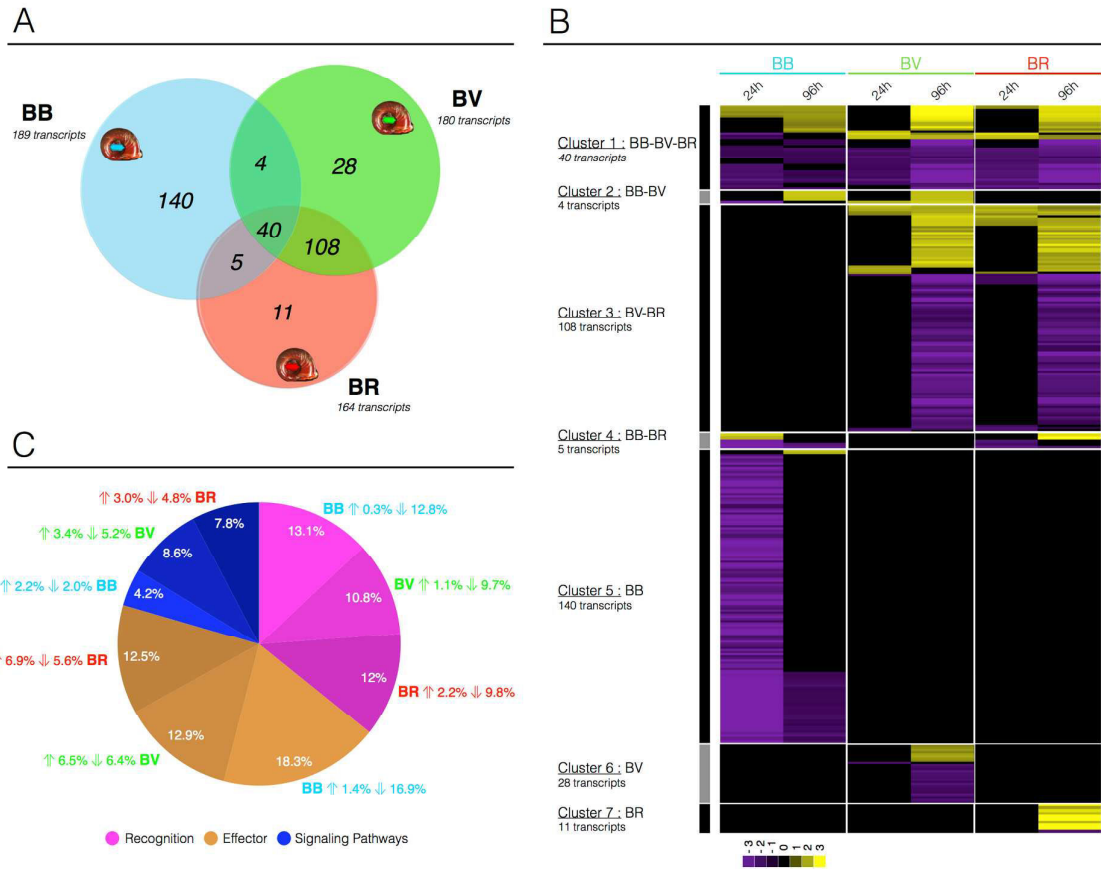 A
BB
189 transcripts
BV
180 transcripts
4
28
140
40
108
5
11
BR
164 transcripts
B
BB BV BR
24h 96h 24h 96h 24h 96h
Cluster 1 : BB-BV-BR
40 transcripts
Cluster 2 : BB-BV
4 transcripts
Cluster 3 : BV-BR
108 transcripts
Cluster 4 : BB-BR
5 transcripts
Cluster 5 : BB
140 transcripts
Cluster 6 : BV
28 transcripts
Cluster 7 : BR
11 transcripts
-3 -2 -1 0 1 2 3
C
⇑ 3.0% ⇓ 4.8% BR
7.8%
BB ⇑ 0.3% ⇓ 12.8%
13.1%
⇑ 3.4% ⇓ 5.2% BV
8.6%
BV ⇑ 1.1% ⇓ 9.7%
10.8%
⇑ 2.2% ⇓ 2.0% BB
4.2%
⇑ 6.9% ⇓ 5.6% BR
12.5%
12%
BR ⇑ 2.2% ⇓ 9.8%
12.9%
⇑ 6.5% ⇓ 6.4% BV
18.3%
BB ⇑ 1.4% ⇓ 16.9%
Recognition Effector Signaling Pathways